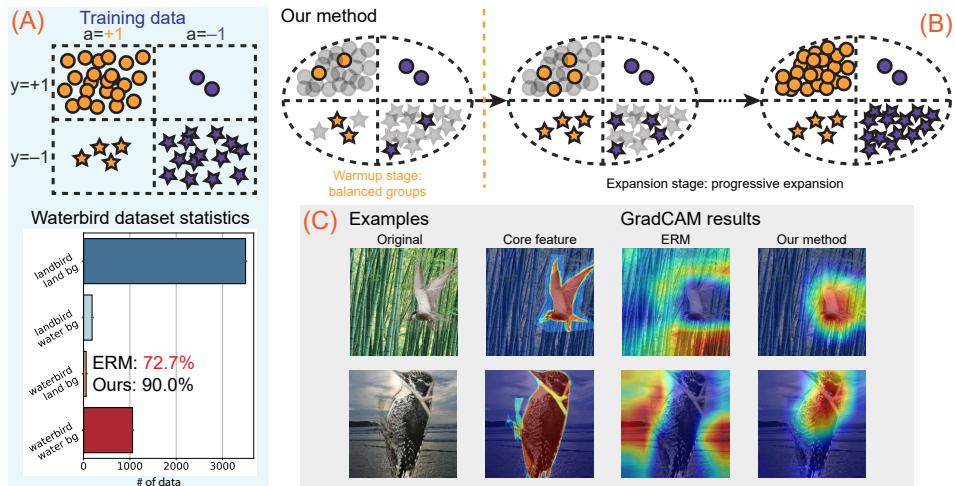 (A)
Training data
a=+1
a=–1
y=+1
y=–1
Waterbird dataset statistics
landbird
land bg
landbird
water bg
waterbird
land bg
waterbird
water bg
ERM: 72.7%
Ours: 90.0%
0
1000
2000
3000
# of data
Our method
(B)
Warmup stage:
balanced groups
Expansion stage: progressive expansion
(C)
Examples
GradCAM results
Original
Core feature
ERM
Our method